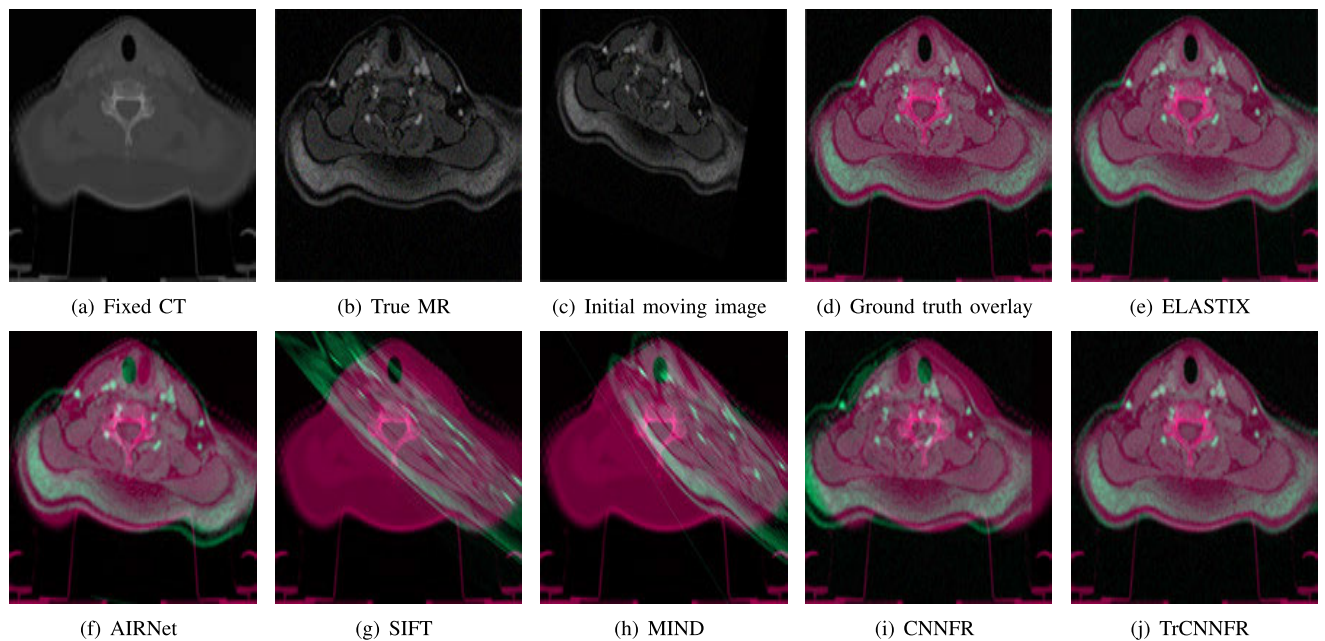 (a) Fixed CT
(b) True MR
(c) Initial moving image
(d) Ground truth overlay
(e) ELASTIX
(f) AIRNet
(g) SIFT
(h) MIND
(i) CNNFR
(j) TrCNNFR